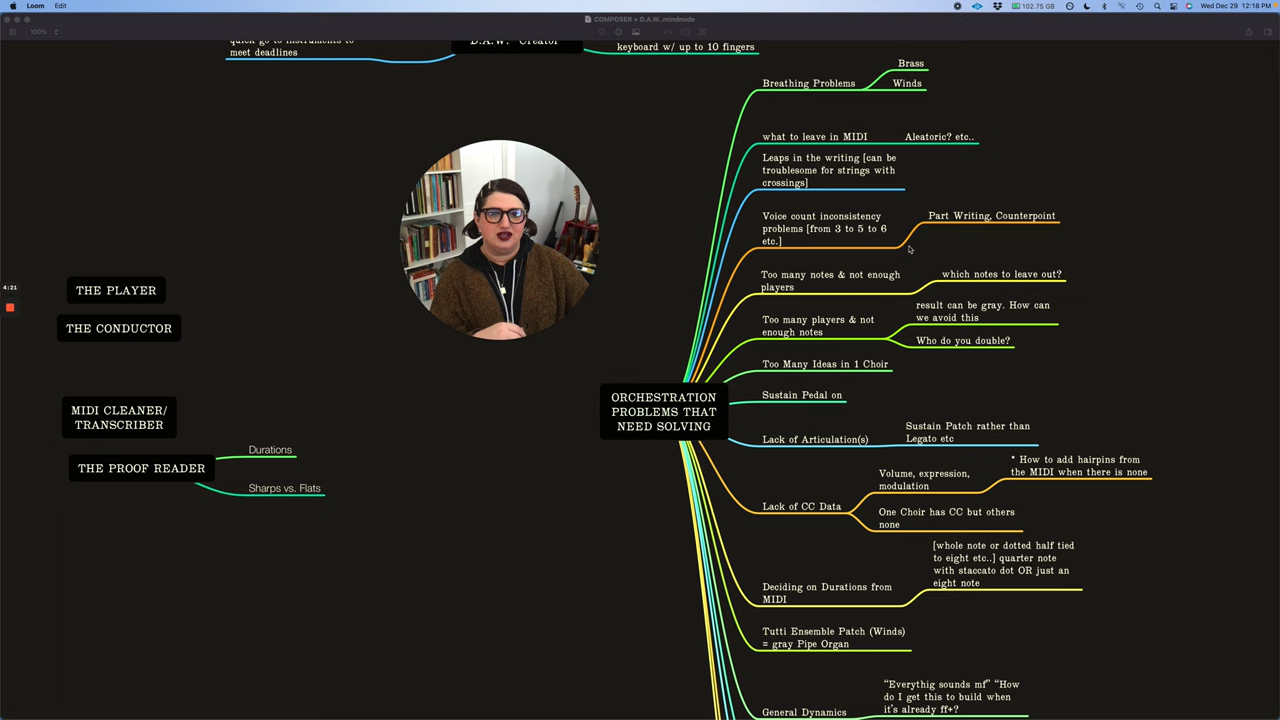 Loom Edit
102.75 GB
Wed Dec 29 12:18 PM
COMPOSER + D.A.W..mindnode
100%
quick go to instruments to
meet deadlines
D.A.W. Creator
keyboard w/ up to 10 fingers
Breathing Problems
Brass
Winds
what to leave in MIDI
Aleatoric? etc..
Leaps in the writing [can be
troublesome for strings with
crossings]
Voice count inconsistency
problems [from 3 to 5 to 6
etc.]
Part Writing, Counterpoint
Too many notes & not enough
players
which notes to leave out?
Too many players & not
enough notes
result can be gray. How can
we avoid this
Who do you double?
Too Many Ideas in 1 Choir
Sustain Pedal on
ORCHESTRATION
PROBLEMS THAT
NEED SOLVING
Lack of Articulation(s)
Sustain Patch rather than
Legato etc
Lack of CC Data
Volume, expression,
modulation
* How to add hairpins from
the MIDI when there is none
One Choir has CC but others
none
Deciding on Durations from
MIDI
[whole note or dotted half tied
to eight etc..] quarter note
with staccato dot OR just an
eight note
Tutti Ensemble Patch (Winds)
= gray Pipe Organ
General Dynamics
“Everythig sounds mf” “How
do I get this to build when
it's already ff+?
4:21
THE PLAYER
THE CONDUCTOR
MIDI CLEANER/
TRANSCRIBER
THE PROOF READER
Durations
Sharps vs. Flats